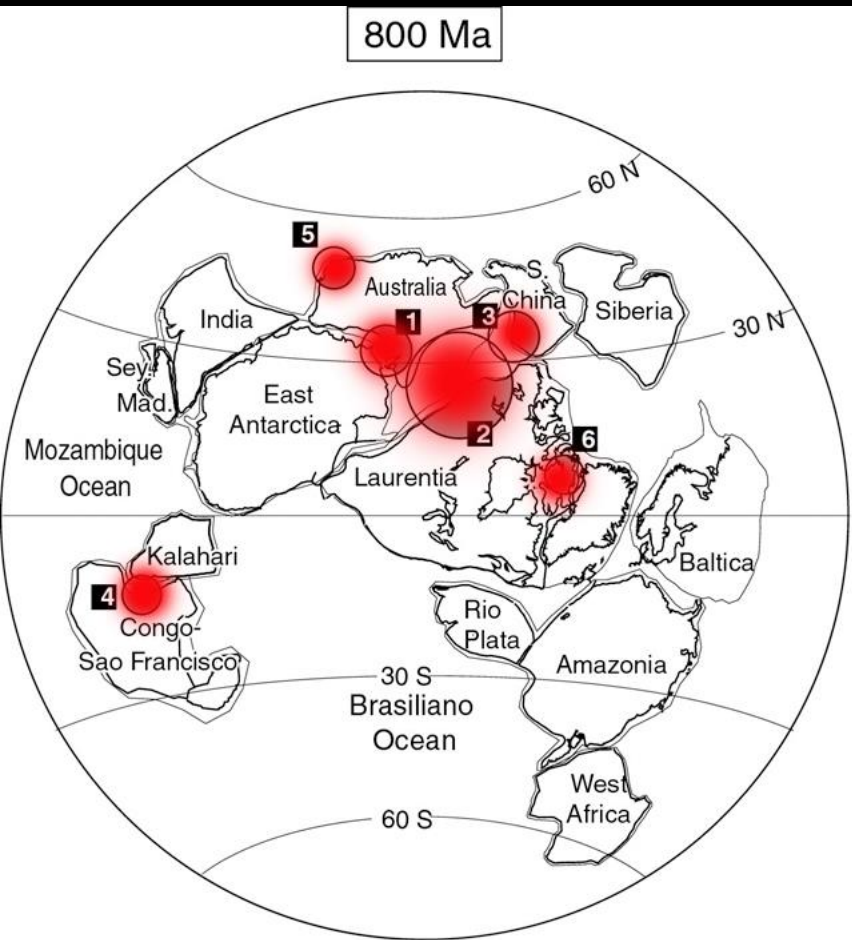 800 Ma
60 N
5
Australia
S.
China
Siberia
India
1
3
30 N
Sey.
Mad.
East
Antarctica
2
6
Mozambique
Ocean
Laurentia
Kalahari
Baltica
4
Congo-
Sao Francisco
Rio
Plata
Amazonia
30 S
Brasiliano
Ocean
West
Africa
60 S